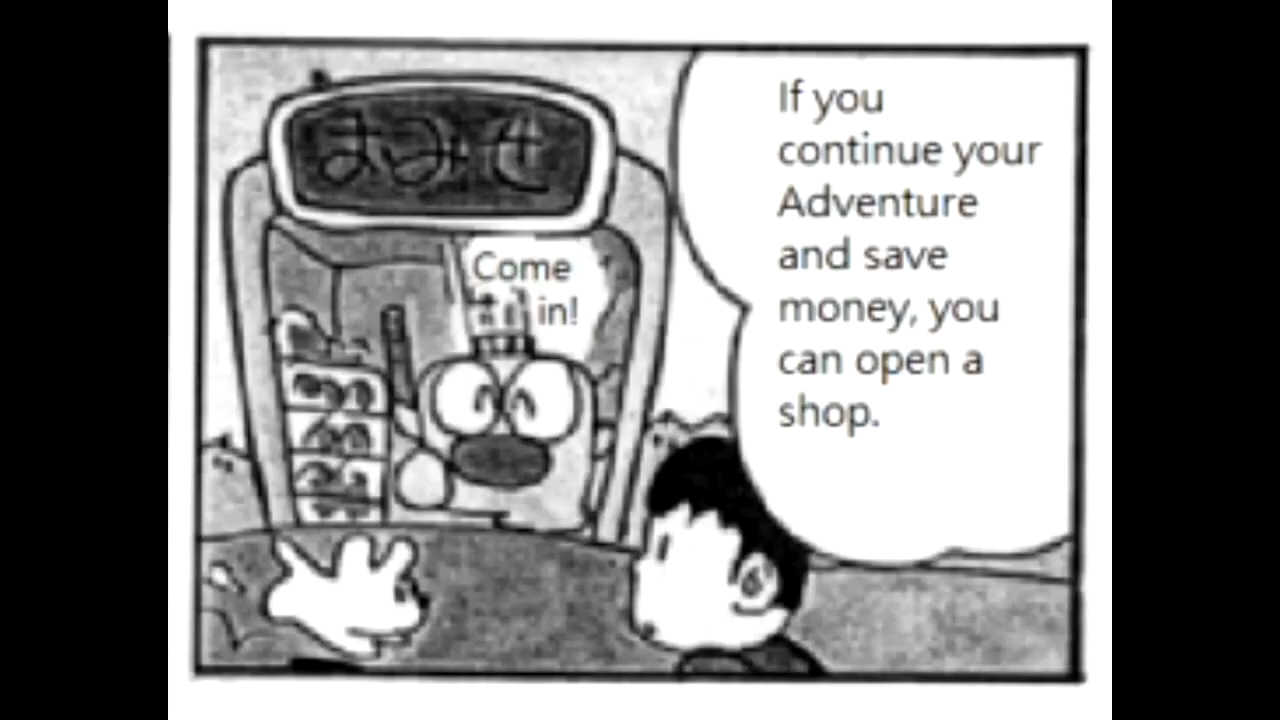 おみせ
Come
in!
If you
continue your
Adventure
and save
money, you
can open a
shop.